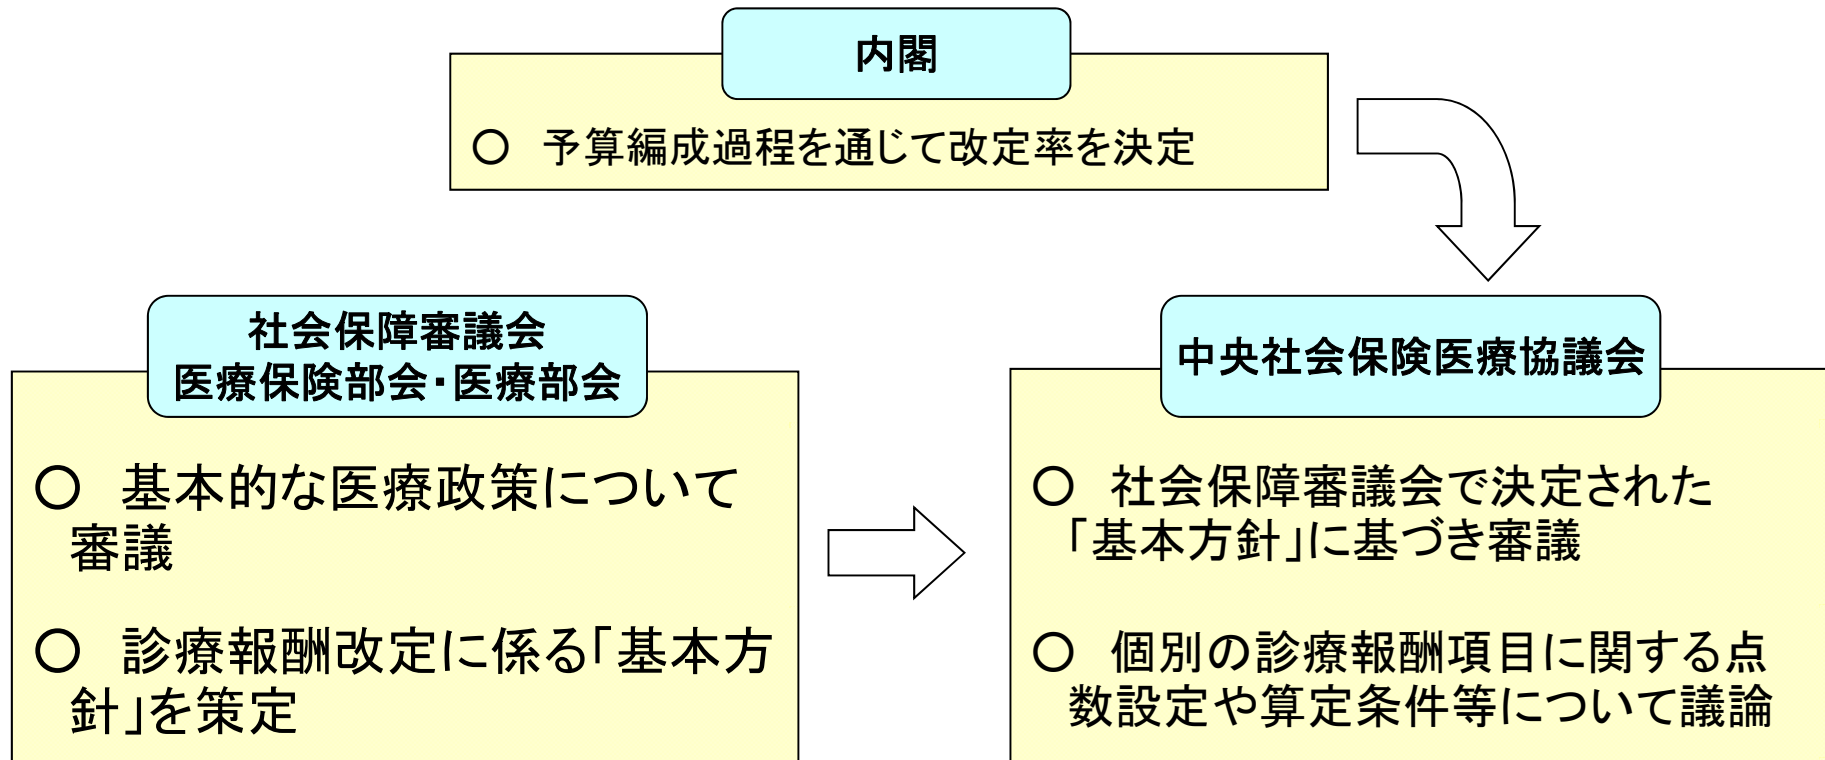 内閣
○ 予算編成過程を通じて改定率を決定
社会保障審議会
医療保険部会・医療部会
○ 基本的な医療政策について
審議
○ 診療報酬改定に係る「基本方
針」を策定
中央社会保険医療協議会
○ 社会保障審議会で決定された
「基本方針」に基づき審議
○ 個別の診療報酬項目に関する点
数設定や算定条件等について議論